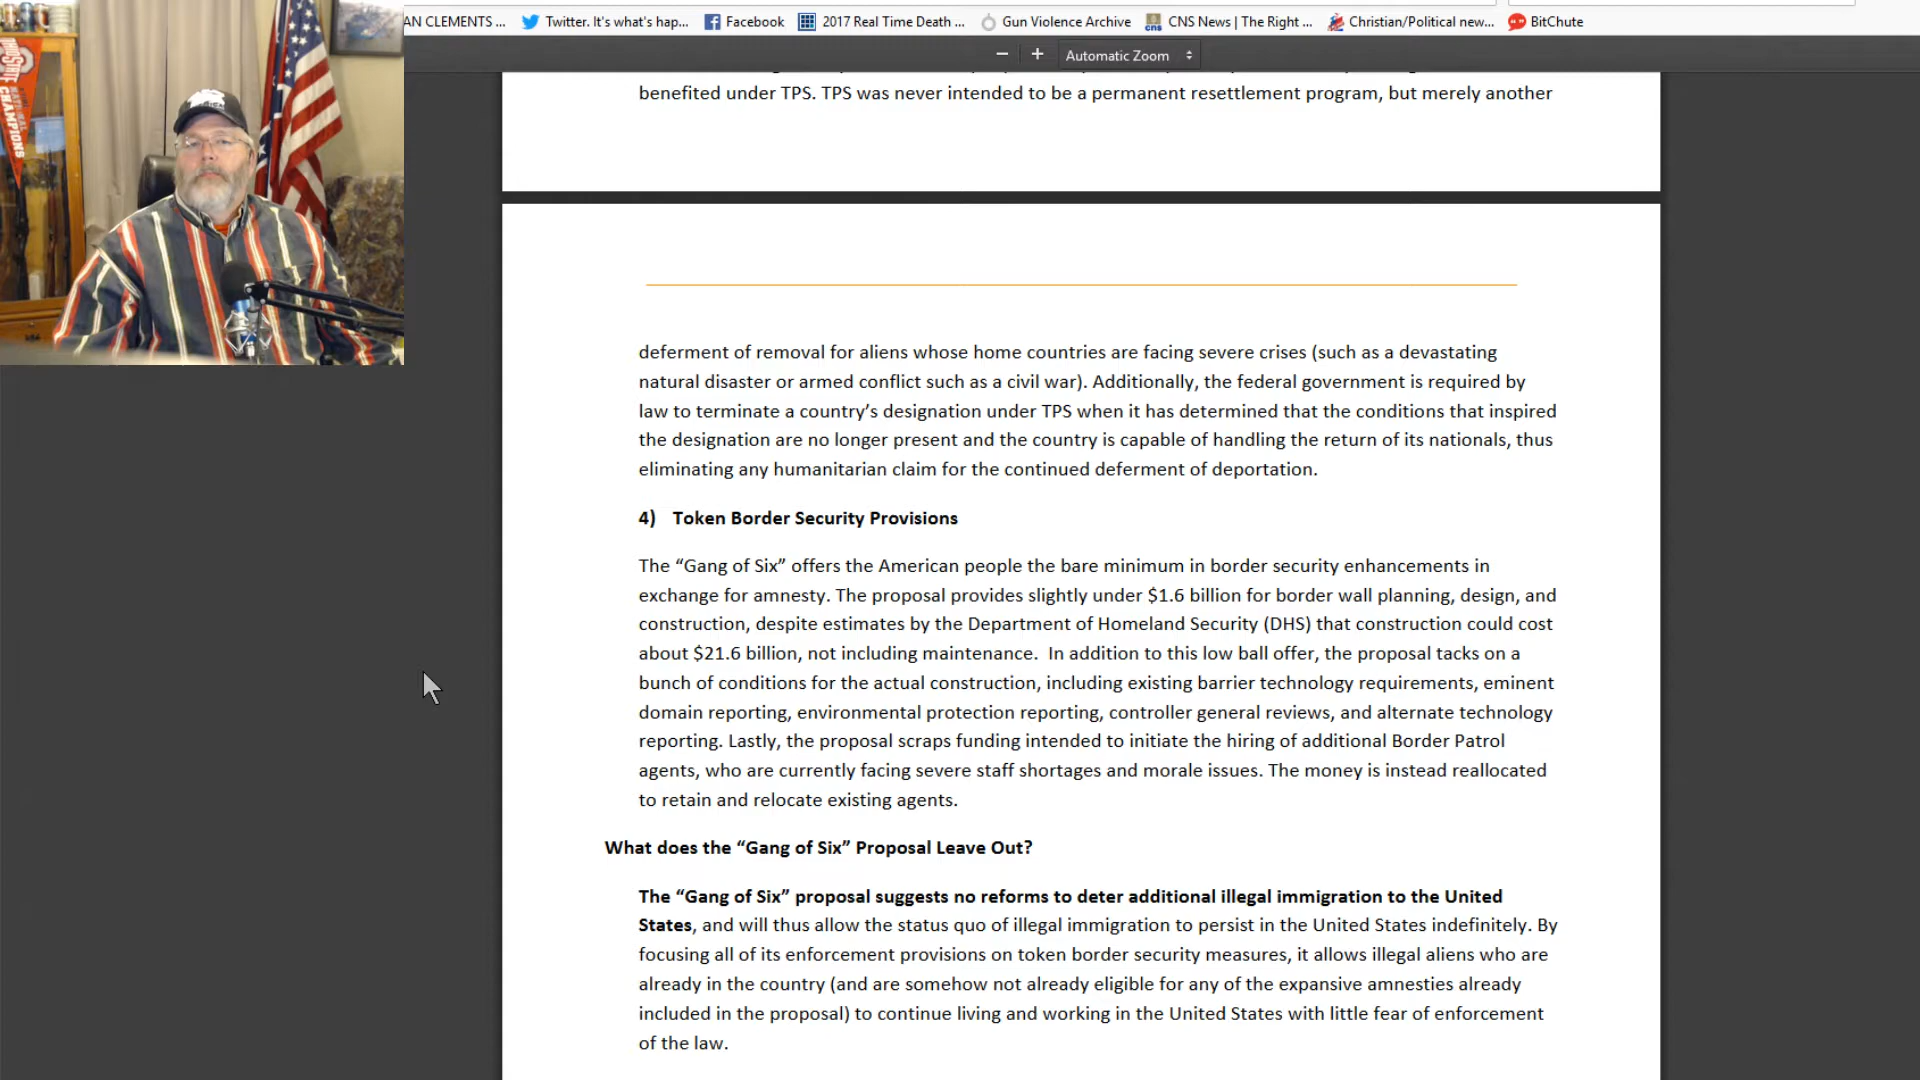 AN CLEMENTS ... Twitter. It's what's hap... Facebook 2017 Real Time Death ... Gun Violence Archive CNS News | The Right ... Christian/Political new... BitChute
Automatic Zoom
benefited under TPS. TPS was never intended to be a permanent resettlement program, but merely another
deferment of removal for aliens whose home countries are facing severe crises (such as a devastating
natural disaster or armed conflict such as a civil war). Additionally, the federal government is required by
law to terminate a country’s designation under TPS when it has determined that the conditions that inspired
the designation are no longer present and the country is capable of handling the return of its nationals, thus
eliminating any humanitarian claim for the continued deferment of deportation.
4) Token Border Security Provisions
The “Gang of Six” offers the American people the bare minimum in border security enhancements in
exchange for amnesty. The proposal provides slightly under $1.6 billion for border wall planning, design, and
construction, despite estimates by the Department of Homeland Security (DHS) that construction could cost
about $21.6 billion, not including maintenance. In addition to this low ball offer, the proposal tacks on a
bunch of conditions for the actual construction, including existing barrier technology requirements, eminent
domain reporting, environmental protection reporting, controller general reviews, and alternate technology
reporting. Lastly, the proposal scraps funding intended to initiate the hiring of additional Border Patrol
agents, who are currently facing severe staff shortages and morale issues. The money is instead reallocated
to retain and relocate existing agents.
What does the “Gang of Six” Proposal Leave Out?
The “Gang of Six” proposal suggests no reforms to deter additional illegal immigration to the United
States, and will thus allow the status quo of illegal immigration to persist in the United States indefinitely. By
focusing all of its enforcement provisions on token border security measures, it allows illegal aliens who are
already in the country (and are somehow not already eligible for any of the expansive amnesties already
included in the proposal) to continue living and working in the United States with little fear of enforcement
of the law.
CHAMPIONS